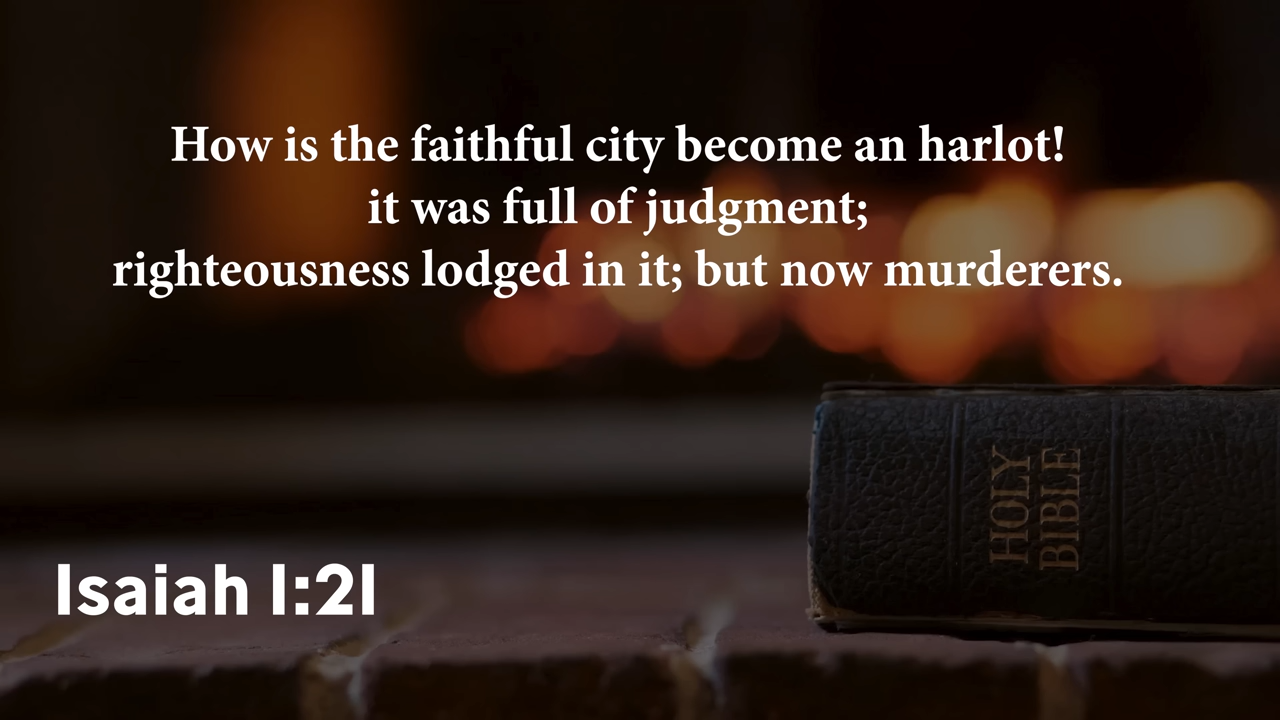 How is the faithful city become an harlot!
it was full of judgment;
righteousness lodged in it; but now murderers.
HOLY
BIBLE
Isaiah 1:21